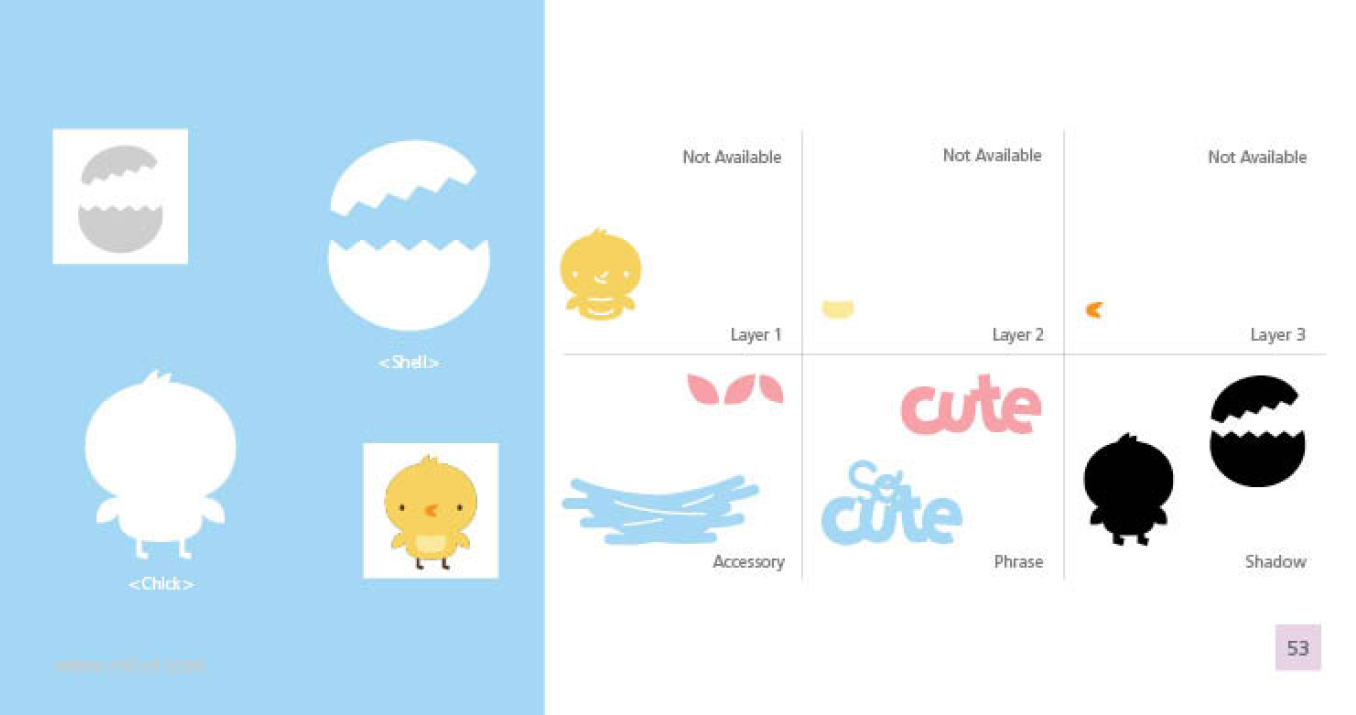 <Shell>
<Chick>
Not Available
Not Available
Not Available
Layer 1
Layer 2
Layer 3
cute
So
cute
Accessory
Phrase
Shadow
53